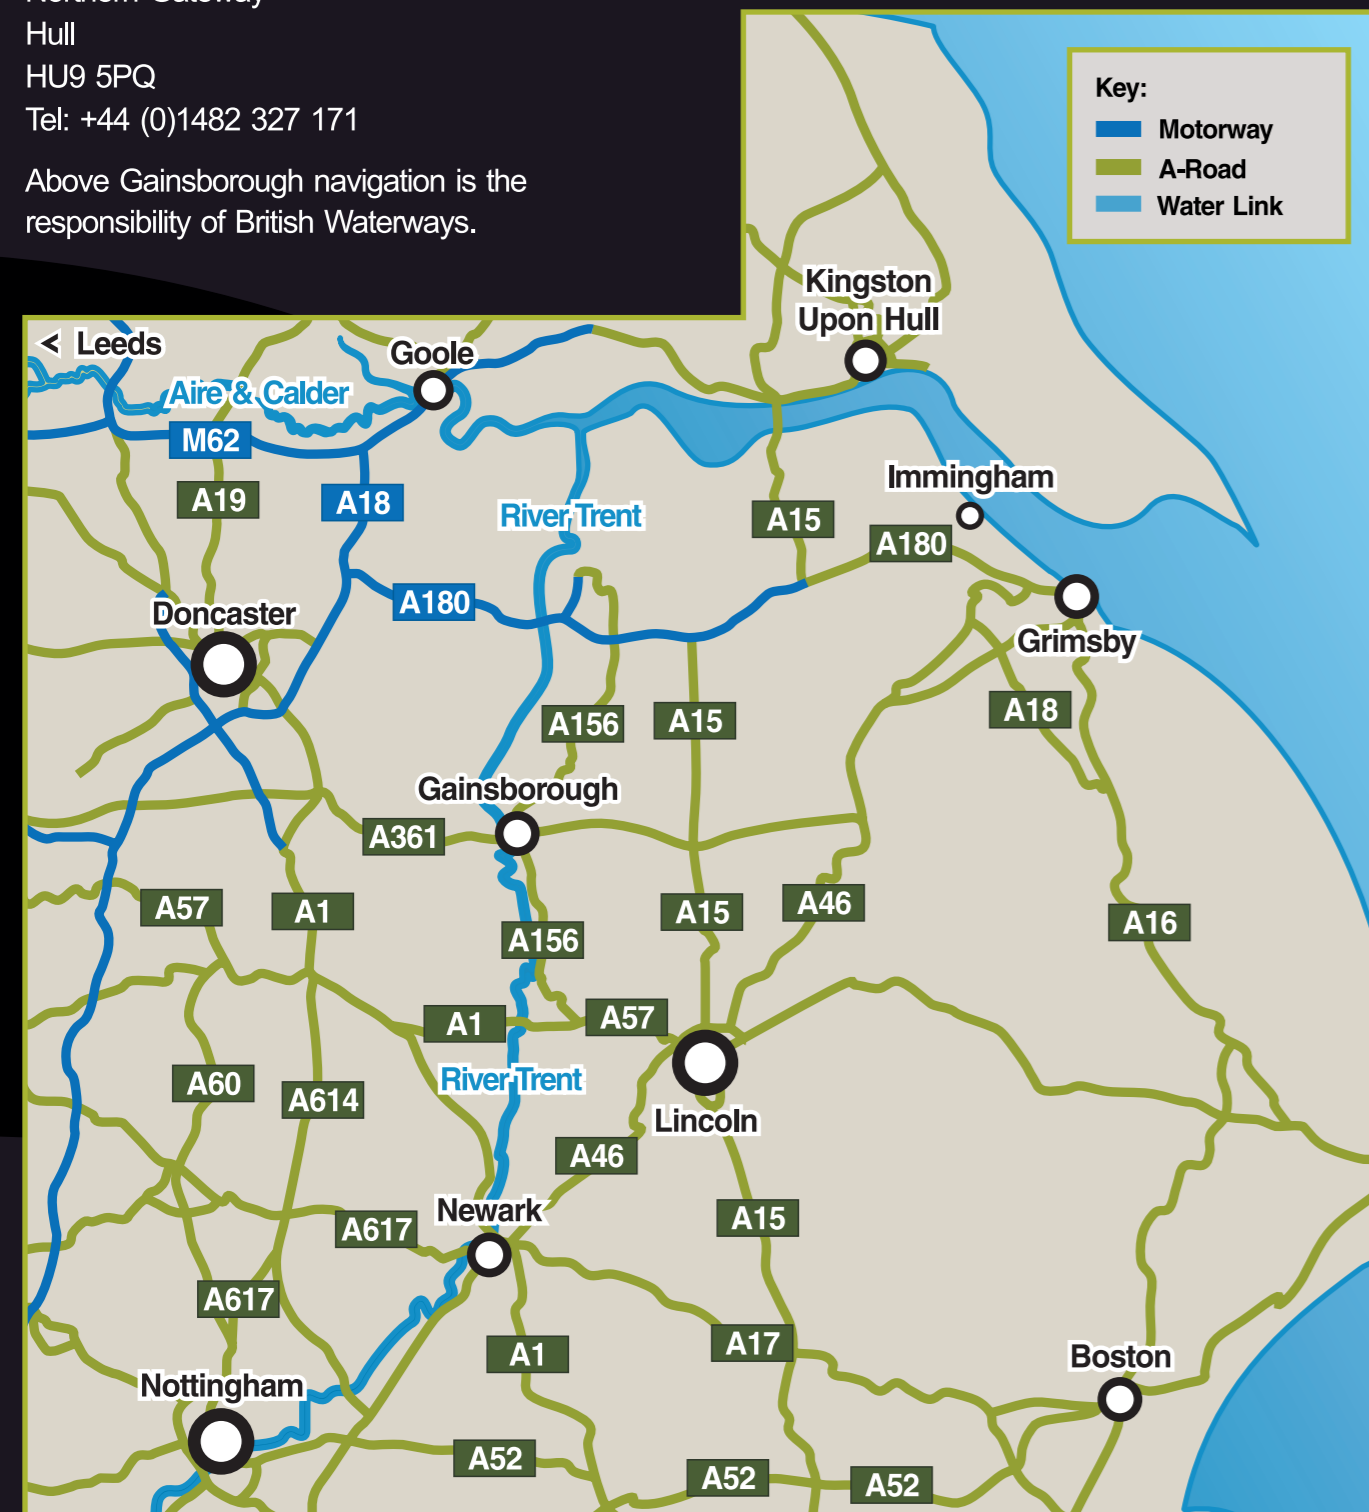 Hull
HU9 5PQ
Tel: +44 (0)1482 327 171
Above Gainsborough navigation is the
responsibility of British Waterways.
Key:
Motorway
A-Road
Water Link
Kingston
Upon Hull
< Leeds
Goole
Aire & Calder
M62
A19
A18
River Trent
A15
Immingham
A180
A180
Doncaster
Grimsby
A156
A15
A18
Gainsborough
A361
A57
A1
A156
A15
A46
A16
A1
A57
River Trent
A60
A614
Lincoln
A46
Newark
A617
A15
A617
A1
A17
Boston
Nottingham
A52
A52
A52